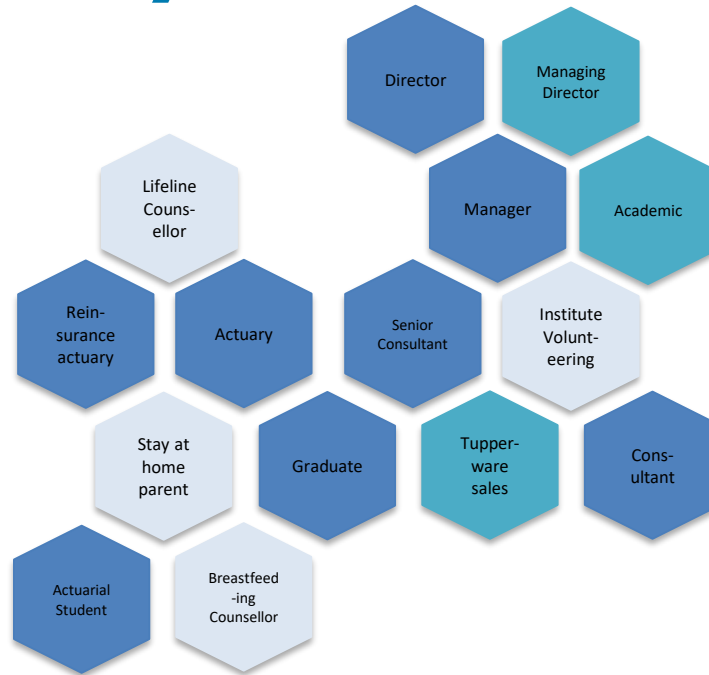 Director
Managing
Director
Lifeline
Couns-
ellor
Manager
Academic
Rein-
surance
actuary
Actuary
Senior
Consultant
Institute
Volunt-
eering
Stay at
home
parent
Graduate
Tupper-
ware
sales
Cons-
ultant
Actuarial
Student
Breastfeed
-ing
Counsellor